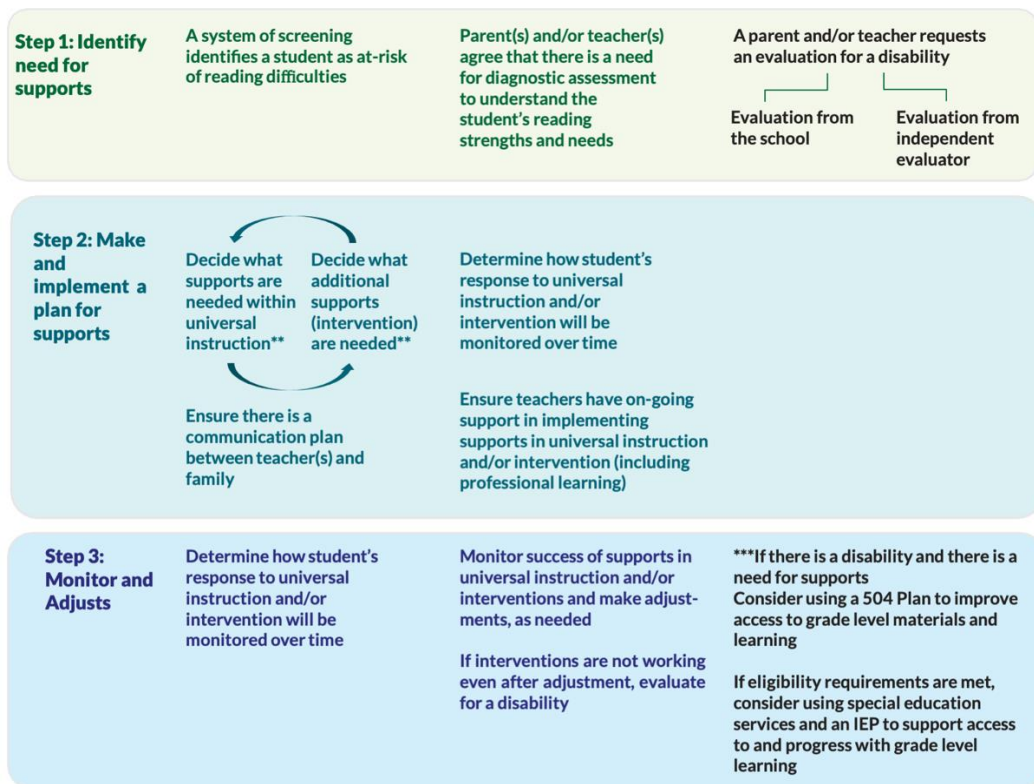 Step 1: Identify
need for
supports
A system of screening
identifies a student as at-risk
of reading difficulties
Parent(s) and/or teacher(s)
agree that there is a need
for diagnostic assessment
to understand the
student's reading
strengths and needs
A parent and/or teacher requests
an evaluation for a disability
Evaluation from
the school
Evaluation from
independent
evaluator
Step 2: Make
and
implement a
plan for
supports
Decide what
supports are
needed within
universal
instruction**
Decide what
additional
supports
(intervention)
are needed**
Ensure there is a
communication plan
between teacher(s) and
family
Determine how student's
response to universal
instruction and/or
intervention will be
monitored over time
Ensure teachers have on-going
support in implementing
supports in universal instruction
and/or intervention (including
professional learning)
Step 3:
Monitor and
Adjusts
Determine how student's
response to universal
instruction and/or
intervention will be
monitored over time
Monitor success of supports in
universal instruction and/or
interventions and make adjust-
ments, as needed
If interventions are not working
even after adjustment, evaluate
for a disability
***If there is a disability and there is a
need for supports
Consider using a 504 Plan to improve
access to grade level materials and
learning
If eligibility requirements are met,
consider using special education
services and an IEP to support access
to and progress with grade level
learning